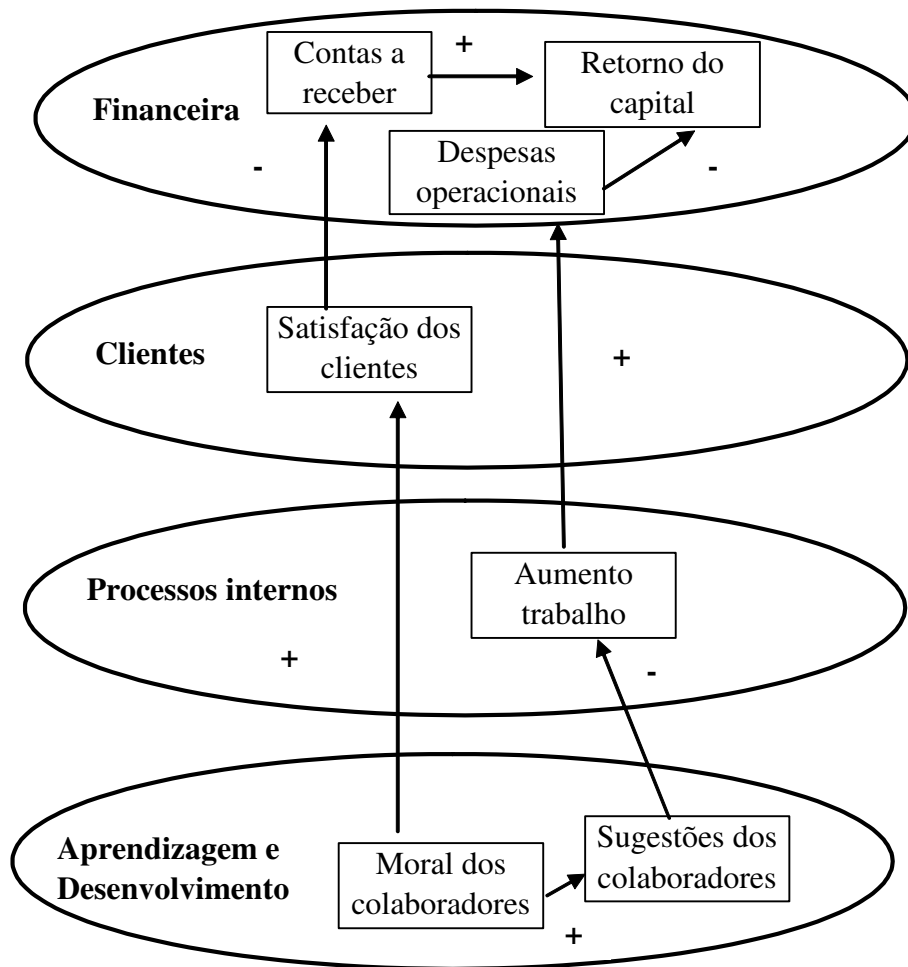 Contas a
receber
+
Retorno do
capital
Financeira
Despesas
operacionais
-
-
Satisfação dos
clientes
Clientes
+
Aumento
trabalho
Processos internos
+
-
Aprendizagem e
Desenvolvimento
Moral dos
colaboradores
Sugestões dos
colaboradores
+